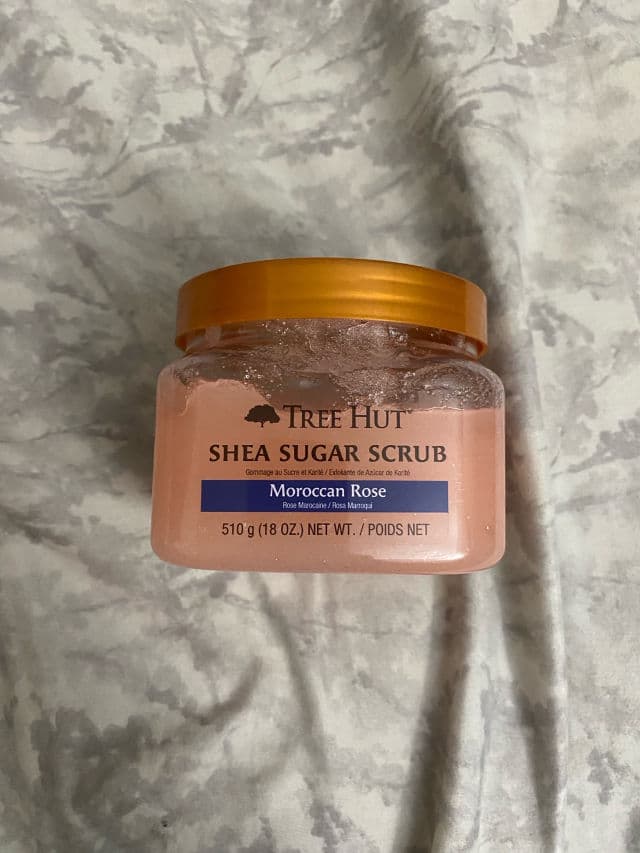 TREE HUT
SHEA SUGAR SCRUB
Gommage au Sucre et Karité / Exfoliante de Azúcar de Karité
Moroccan Rose
Rose Marocaine / Rosa Marroquí
510 g (18 OZ.) NET WT. / POIDS NET